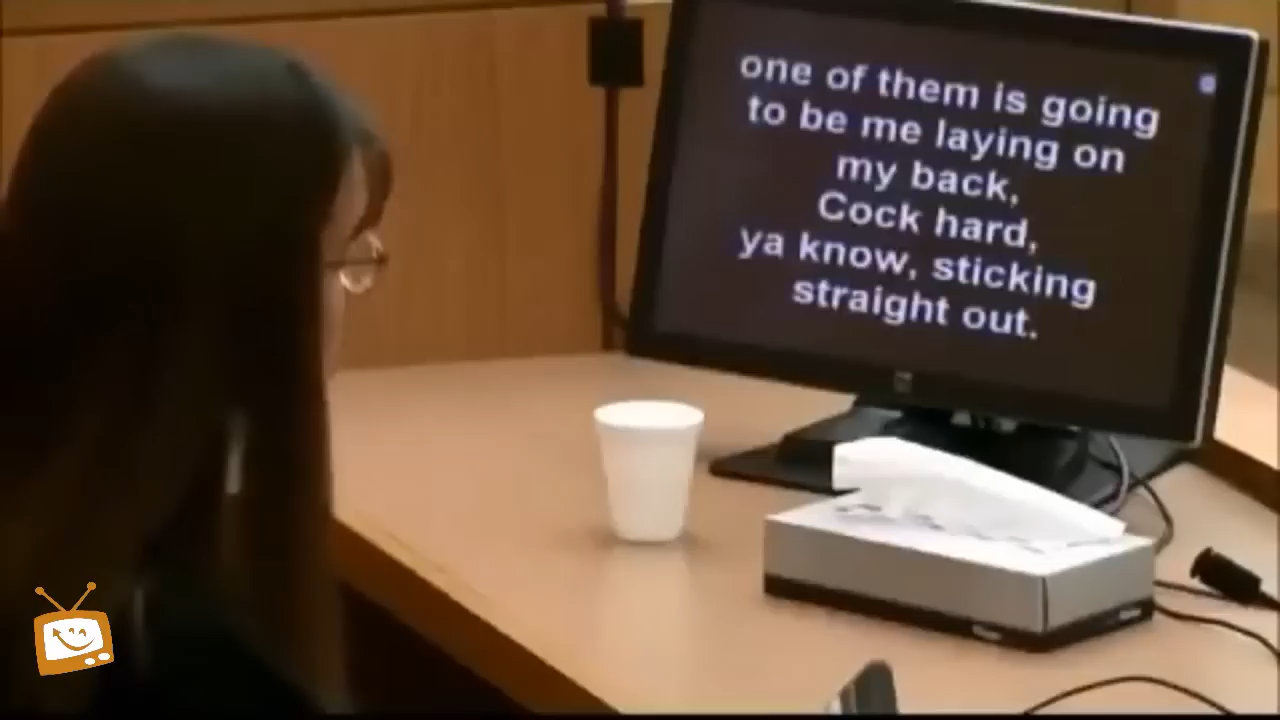 one of them is going
to be me laying on
my back,
Cock hard,
ya know, sticking
straight out.